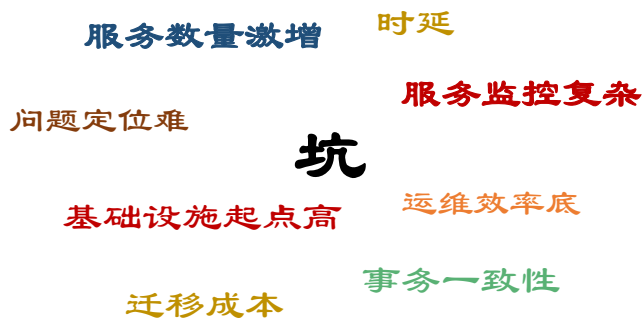 时延
服务数量激增
服务监控复杂
问题定位难
坑
运维效率底
基础设施起点高
事务一致性
迁移成本